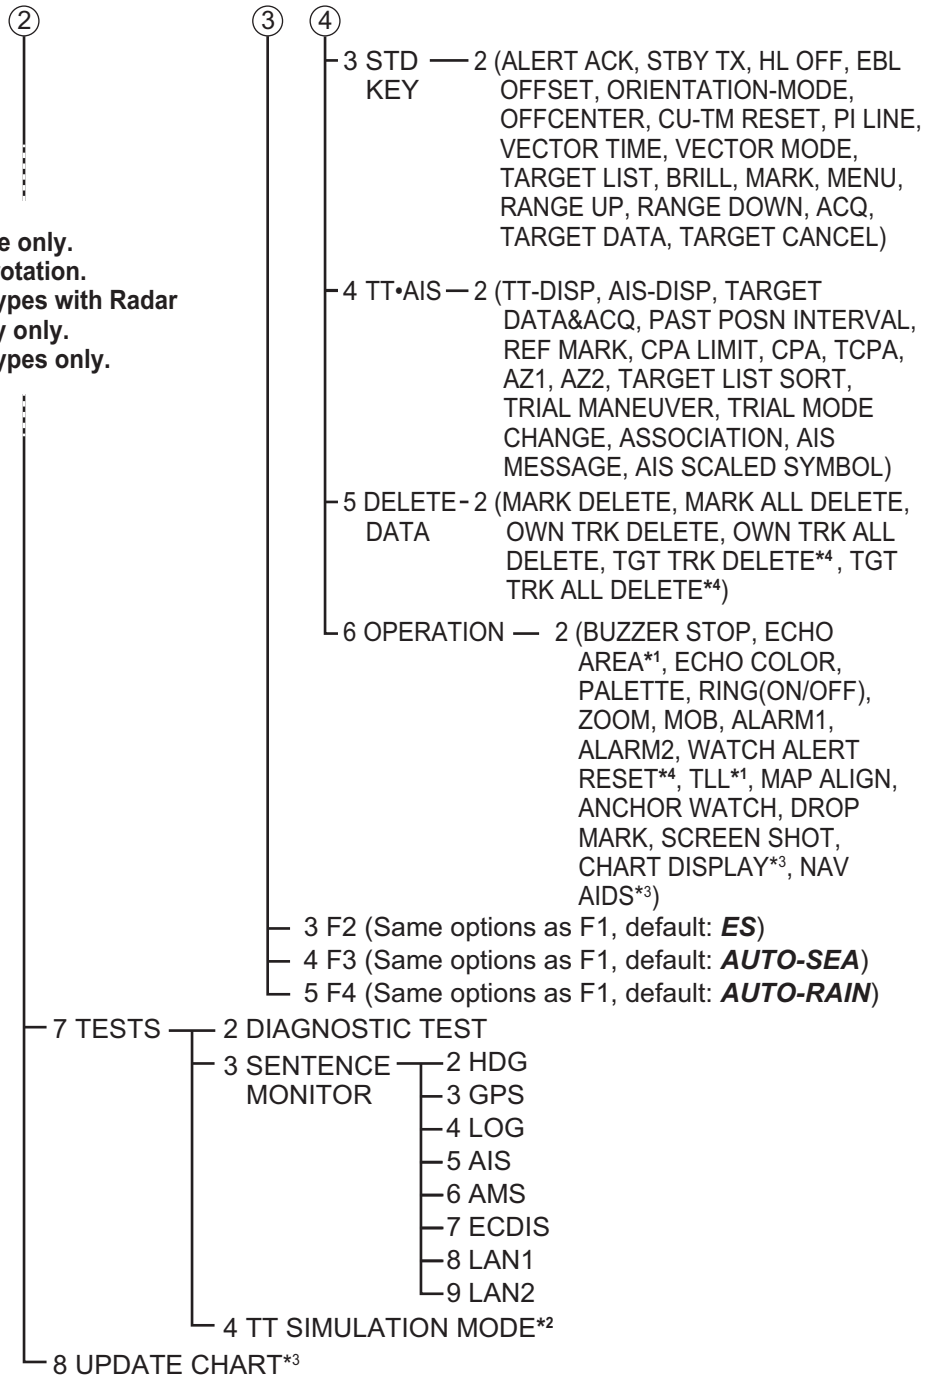 ② ③ ④
3 STD KEY
2 (ALERT ACK, STBY TX, HL OFF, EBL
OFFSET, ORIENTATION-MODE,
OFFCENTER, CU-TM RESET, PI LINE,
VECTOR TIME, VECTOR MODE,
TARGET LIST, BRILL, MARK, MENU,
RANGE UP, RANGE DOWN, ACQ,
TARGET DATA, TARGET CANCEL)
only.
ypes with Radar
only.
ypes only.
4 TT•AIS
2 (TT-DISP, AIS-DISP, TARGET
DATA&ACQ, PAST POSN INTERVAL,
REF MARK, CPA LIMIT, CPA, TCPA,
AZ1, AZ2, TARGET LIST SORT,
TRIAL MANEUVER, TRIAL MODE
CHANGE, ASSOCIATION, AIS
MESSAGE, AIS SCALED SYMBOL)
5 DELETE DATA
2 (MARK DELETE, MARK ALL DELETE,
OWN TRK DELETE, OWN TRK ALL
DELETE, TGT TRK DELETE*4, TGT
TRK ALL DELETE*4)
6 OPERATION
2 (BUZZER STOP, ECHO
AREA*1, ECHO COLOR,
PALETTE, RING(ON/OFF),
ZOOM, MOB, ALARM1,
ALARM2, WATCH ALERT
RESET*4, TLL*1, MAP ALIGN,
ANCHOR WATCH, DROP
MARK, SCREEN SHOT,
CHART DISPLAY*3, NAV
AIDS*3)
3 F2 (Same options as F1, default: ES)
4 F3 (Same options as F1, default: AUTO-SEA)
5 F4 (Same options as F1, default: AUTO-RAIN)
7 TESTS
2 DIAGNOSTIC TEST
3 SENTENCE MONITOR
2 HDG
3 GPS
4 LOG
5 AIS
6 AMS
7 ECDIS
8 LAN1
9 LAN2
4 TT SIMULATION MODE*2
8 UPDATE CHART*3